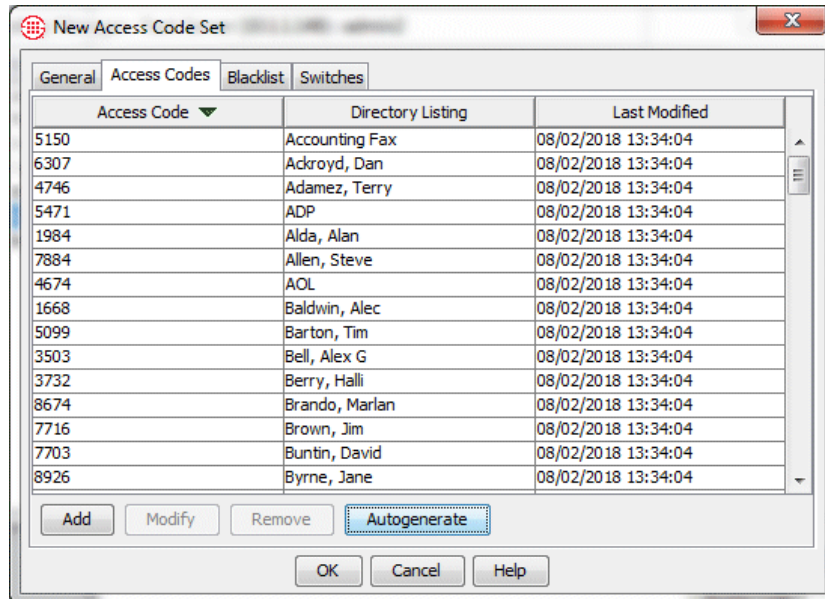 New Access Code Set
General Access Codes Blacklist Switches
Access Code Directory Listing Last Modified
5150 Accounting Fax 08/02/2018 13:34:04
6307 Ackroyd, Dan 08/02/2018 13:34:04
4746 Adamez, Terry 08/02/2018 13:34:04
5471 ADP 08/02/2018 13:34:04
1984 Alda, Alan 08/02/2018 13:34:04
7884 Allen, Steve 08/02/2018 13:34:04
4674 AOL 08/02/2018 13:34:04
1668 Baldwin, Alec 08/02/2018 13:34:04
5099 Barton, Tim 08/02/2018 13:34:04
3503 Bell, Alex G 08/02/2018 13:34:04
3732 Berry, Halli 08/02/2018 13:34:04
8674 Brando, Marlan 08/02/2018 13:34:04
7716 Brown, Jim 08/02/2018 13:34:04
7703 Buntin, David 08/02/2018 13:34:04
8926 Byrne, Jane 08/02/2018 13:34:04
Add Modify Remove Autogenerate
OK Cancel Help